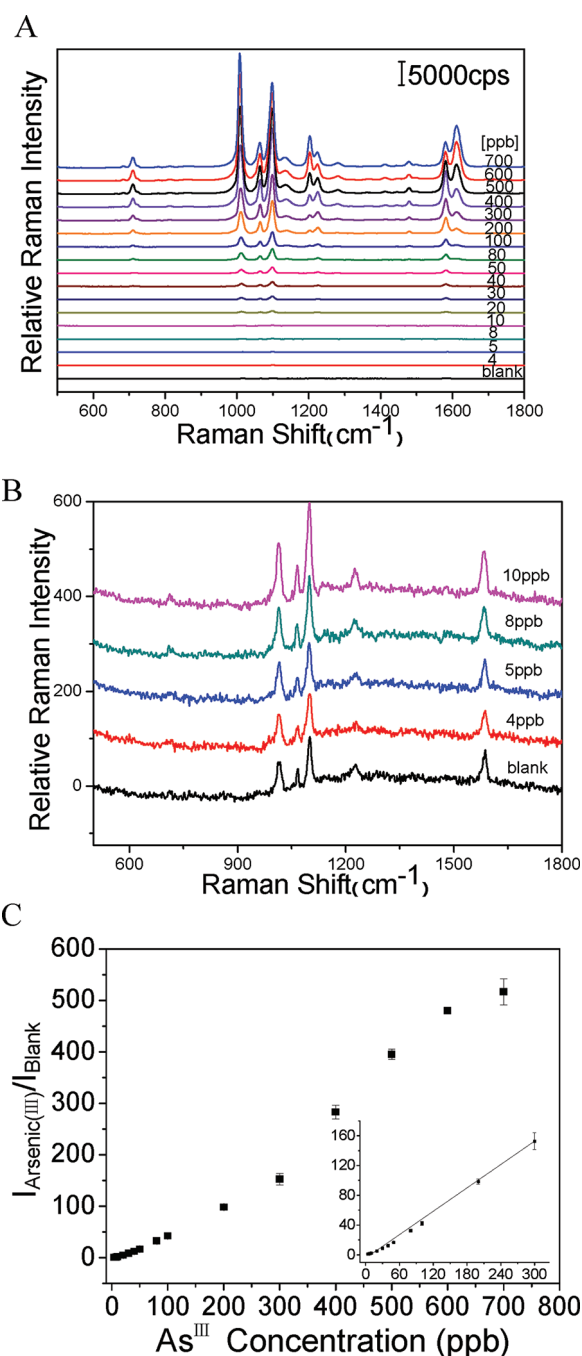 A
Relative Raman Intensity
5000cps
[ppb]
700
600
500
400
300
200
100
80
50
40
30
20
10
8
5
4
blank
600 800 1000 1200 1400 1600 1800
Raman Shift(cm-1)
B
Relative Raman Intensity
600
400
200
0
10ppb
8ppb
5ppb
4ppb
blank
600 900 1200 1500 1800
Raman Shift(cm-1)
C
IArsenic(III)/IBlank
600
500
400
300
200
100
0
160
120
80
40
0
0 60 120 180 240 300
0 100 200 300 400 500 600 700 800
AsIII Concentration (ppb)